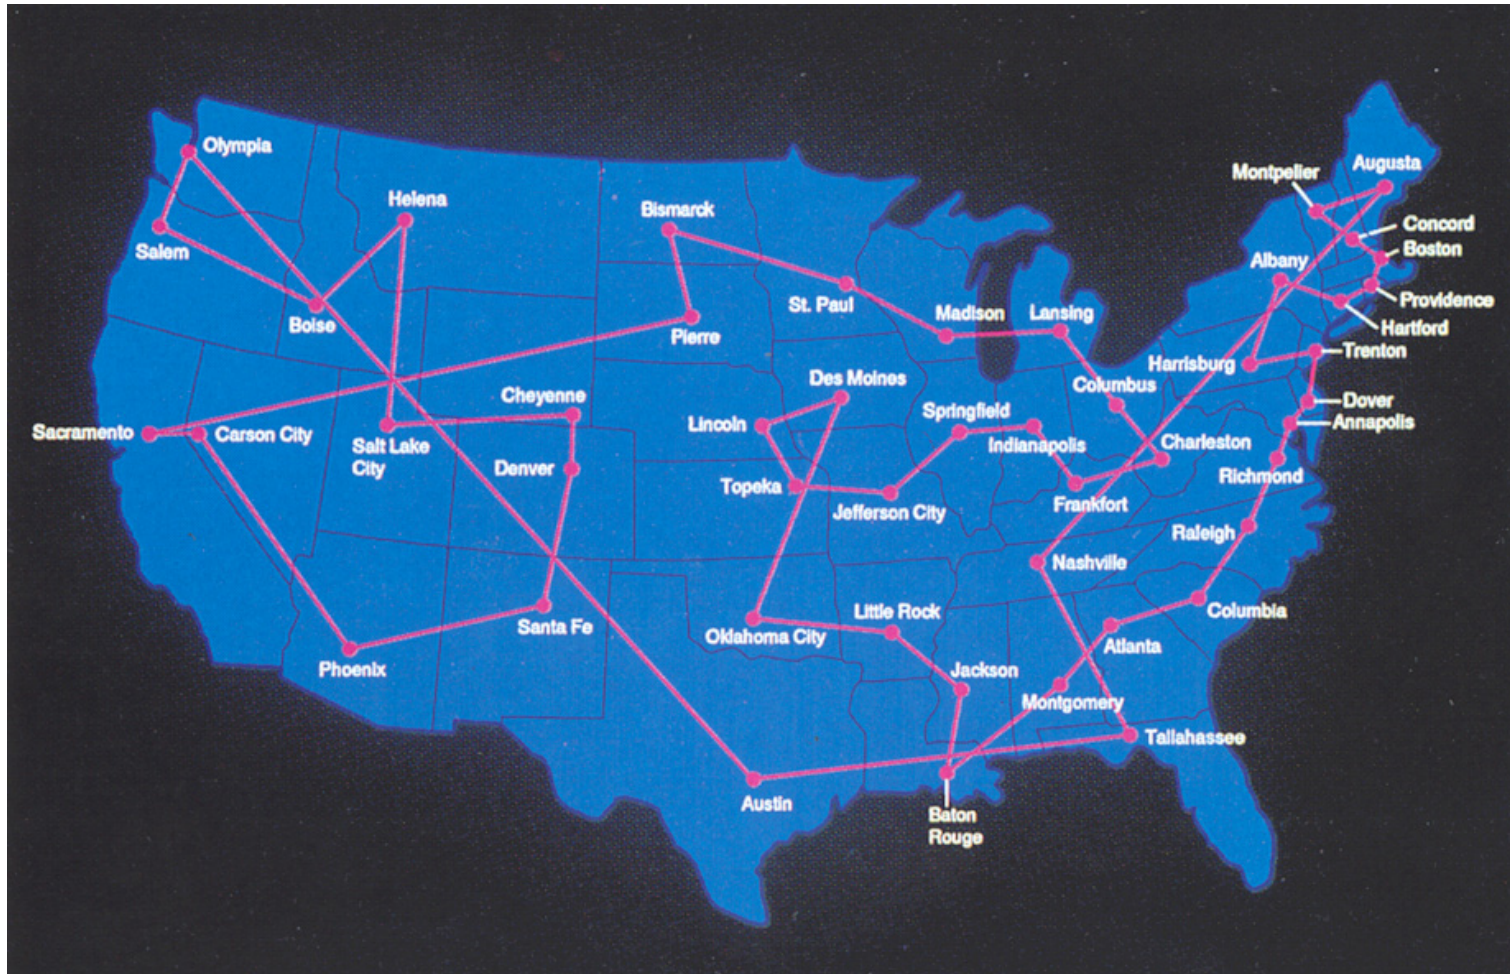 Augusta
Montpelier
Olympia
Helena
Bismarck
Concord
Salem
Boston
Albany
St. Paul
Madison
Lansing
Providence
Boise
Hartford
Pierre
Trenton
Harrisburg
Des Moines
Columbus
Cheyenne
Dover
Springfield
Annapolis
Lincoln
Sacramento
Carson City
Indianapolis
Charleston
Salt Lake
City
Denver
Richmond
Topeka
Frankfort
Jefferson City
Raleigh
Nashville
Little Rock
Columbia
Santa Fe
Oklahoma City
Atlanta
Phoenix
Jackson
Montgomery
Tallahassee
Austin
Baton
Rouge